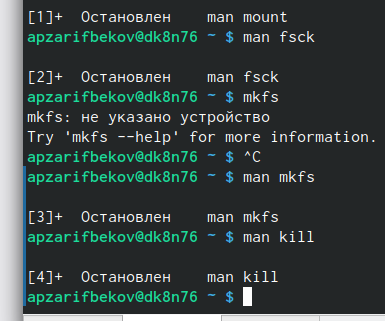 [1]+  Остановлен    man mount
apzarifbekov@dk8n76 ~ $ man fsck
[2]+  Остановлен    man fsck
apzarifbekov@dk8n76 ~ $ mkfs
mkfs: не указано устройство
Try 'mkfs --help' for more information.
apzarifbekov@dk8n76 ~ $ ^C
apzarifbekov@dk8n76 ~ $ man mkfs
[3]+  Остановлен    man mkfs
apzarifbekov@dk8n76 ~ $ man kill
[4]+  Остановлен    man kill
apzarifbekov@dk8n76 ~ $